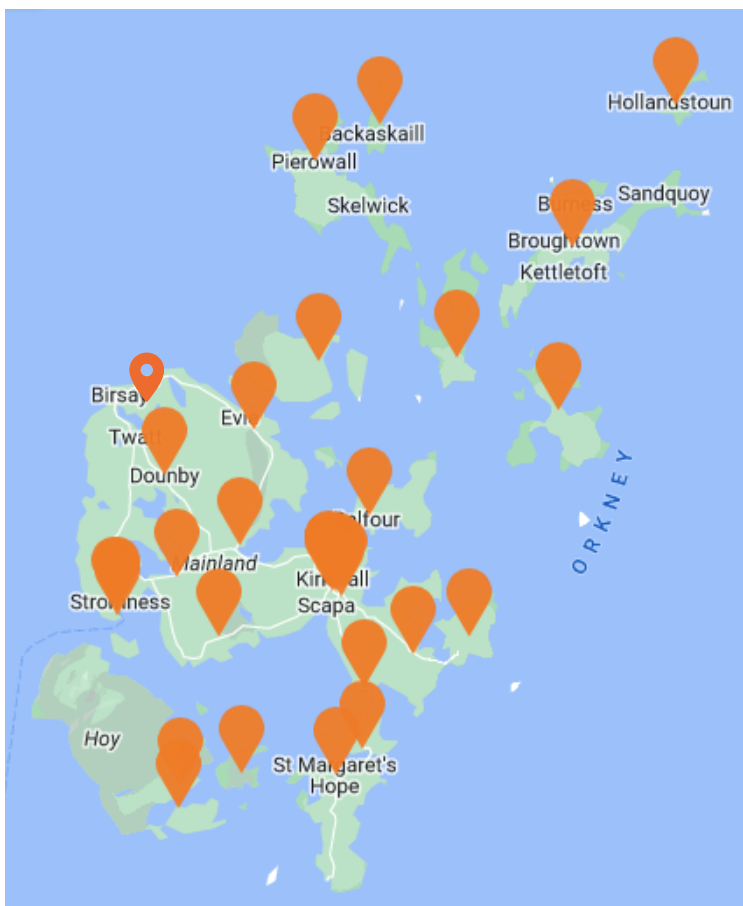 Hollandstoun
Backaskaill
Pierowall
Sandquoy
Skelwick
Burness
Broughtown
Kettletoft
Birsay
Evie
Twatt
Dounby
ORKNEY
Balfour
Mainland
Kirkwall
Stromness
Scapa
Hoy
St Margaret's
Hope